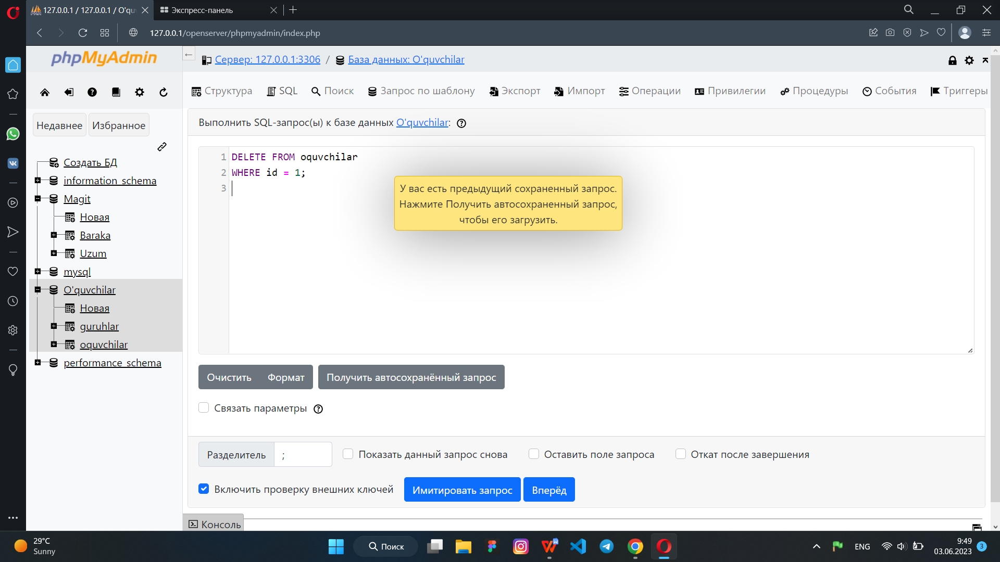 127.0.0.1 / 127.0.0.1 / O'qu
Экспресс-панель
127.0.0.1/openserver/phpmyadmin/index.php
phpMyAdmin
Недавнее Избранное
Создать БД
information_schema
Magit
Новая
Baraka
Uzum
mysql
O'quvchilar
Новая
guruhlar
oquvchilar
performance_schema
Сервер: 127.0.0.1:3306 / База данных: O'quvchilar
Структура SQL Поиск Запрос по шаблону Экспорт Импорт Операции Привилегии Процедуры События Триггеры
Выполнить SQL-запрос(ы) к базе данных O'quvchilar:
1 DELETE FROM oquvchilar
2 WHERE id = 1;
3
У вас есть предыдущий сохраненный запрос.
Нажмите Получить автосохраненный запрос,
чтобы его загрузить.
Очистить Формат Получить автосохранённый запрос
Связать параметры
Разделитель ; Показать данный запрос снова Оставить поле запроса Откат после завершения
Включить проверку внешних ключей Имитировать запрос Вперёд
Консоль
29°C
Sunny
Поиск
ENG
9:49
03.06.2023
3